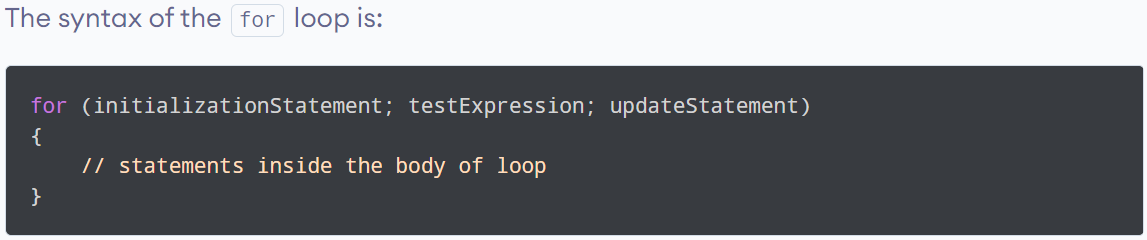 The syntax of the for loop is:
for (initializationStatement; testExpression; updateStatement)
{
    // statements inside the body of loop
}